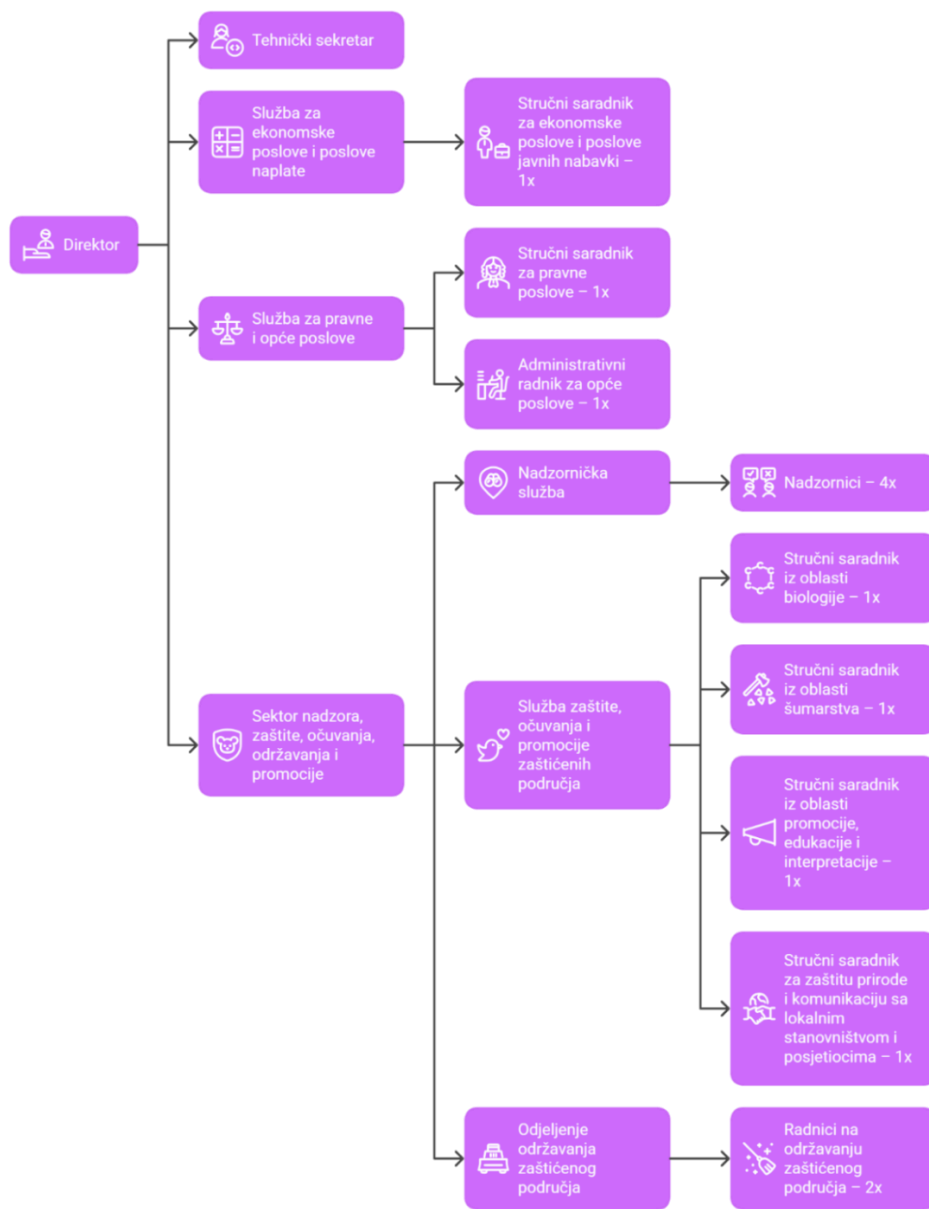 Direktor
Tehnički sekretar
Služba za
ekonomske
poslove i poslove
naplate
Stručni saradnik
za ekonomske
poslove i poslove
javnih nabavki –
1x
Služba za pravne
i opće poslove
Stručni saradnik
za pravne
poslove – 1x
Administrativni
radnik za opće
poslove – 1x
Sektor nadzora,
zaštite, očuvanja,
održavanja i
promocije
Nadzornička
služba
Nadzornici – 4x
Služba zaštite,
očuvanja i
promocije
zaštićenih
područja
Stručni saradnik
iz oblasti
biologije – 1x
Stručni saradnik
iz oblasti
šumarstva – 1x
Stručni saradnik
iz oblasti
promocije,
edukacije i
interpretacije –
1x
Stručni saradnik
za zaštitu prirode
i komunikaciju sa
lokalnim
stanovništvom i
posjetiocima – 1x
Odjeljenje
održavanja
zaštićenog
područja
Radnici na
održavanju
zaštićenog
područja – 2x